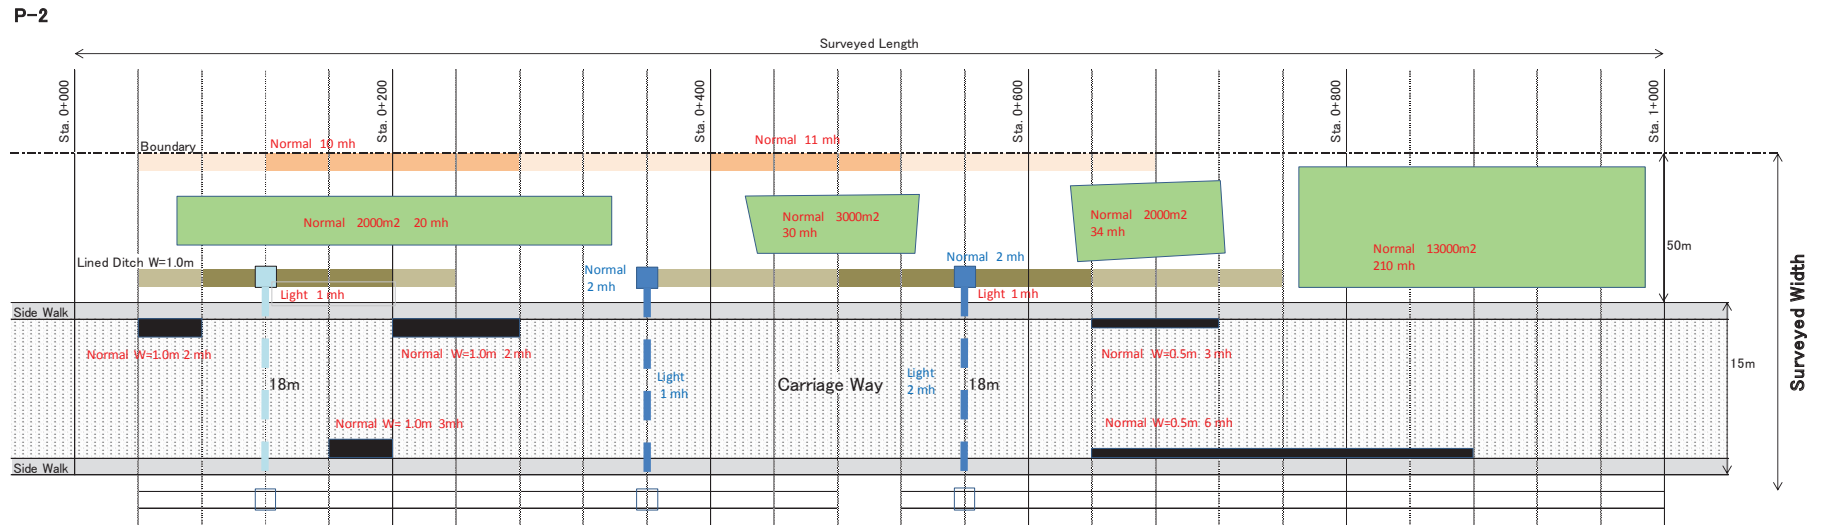 P-2
Surveyed Length
Sta. 0+000
Sta. 0+200
Sta. 0+400
Sta. 0+600
Sta. 0+800
Sta. 1+000
Boundary
Normal 10 mh
Normal 11 mh
Normal 2000m2 20 mh
Normal 3000m2
30 mh
Normal 2000m2
34 mh
Normal 13000m2
210 mh
50m
Lined Ditch W=1.0m
Light 1 mh
Normal
2 mh
Normal 2 mh
Light 1 mh
Side Walk
Normal W=1.0m 2 mh
Normal W=1.0m 2 mh
Normal W=0.5m 3 mh
15m
18m
Light
1 mh
Carriage Way
Light
2 mh
18m
Normal W= 1.0m 3mh
Normal W=0.5m 6 mh
Side Walk
Surveyed Width